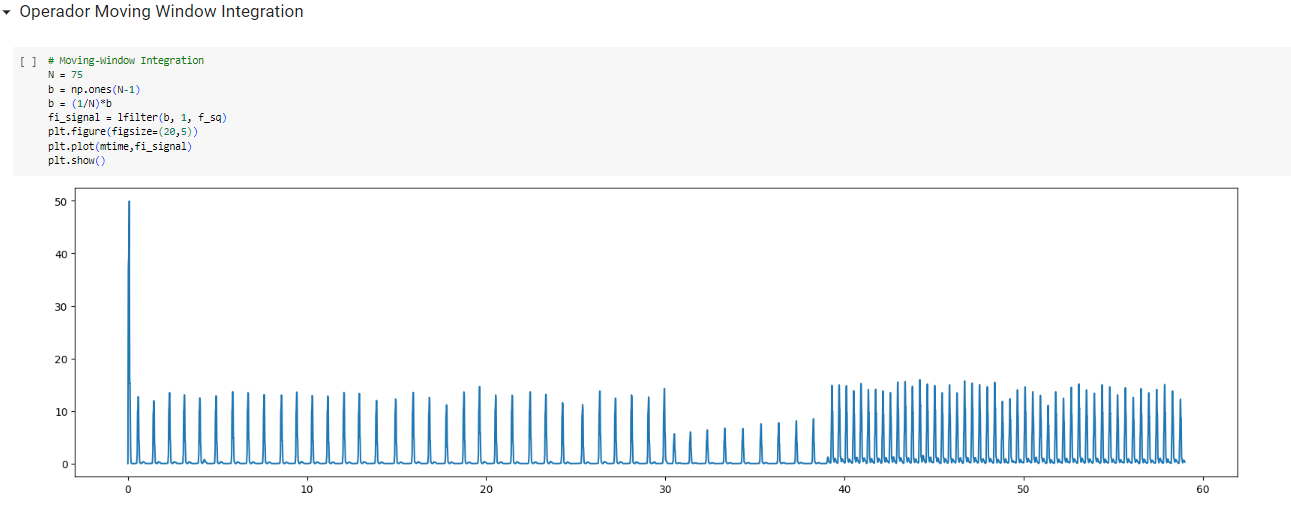 Operador Moving Window Integration
[ ] # Moving-Window Integration
N = 75
b = np.ones(N-1)
b = (1/N)*b
fi_signal = lfilter(b, 1, f_sq)
plt.figure(figsize=(20,5))
plt.plot(mtime,fi_signal)
plt.show()
50
40
30
20
10
0
0 10 20 30 40 50 60